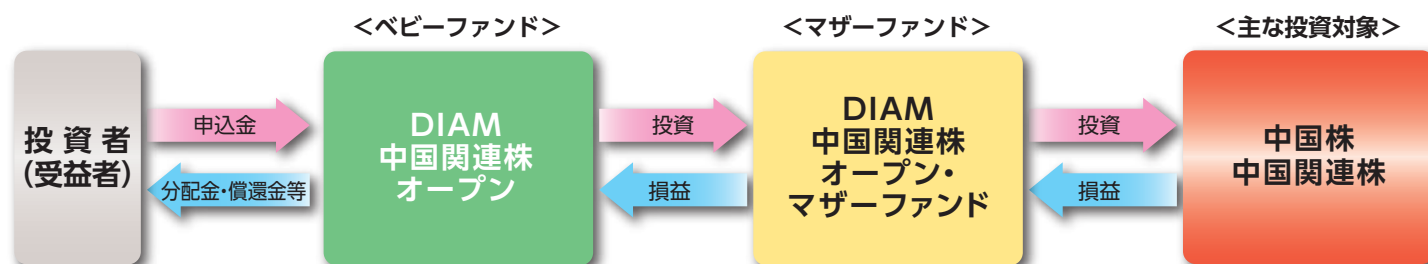 ＜ベビーファンド＞
＜マザーファンド＞
＜主な投資対象＞
投資者
(受益者)
申込金
分配金・償還金等
DIAM
中国関連株
オープン
投資
損益
DIAM
中国関連株
オープン・
マザーファンド
投資
損益
中国株
中国関連株